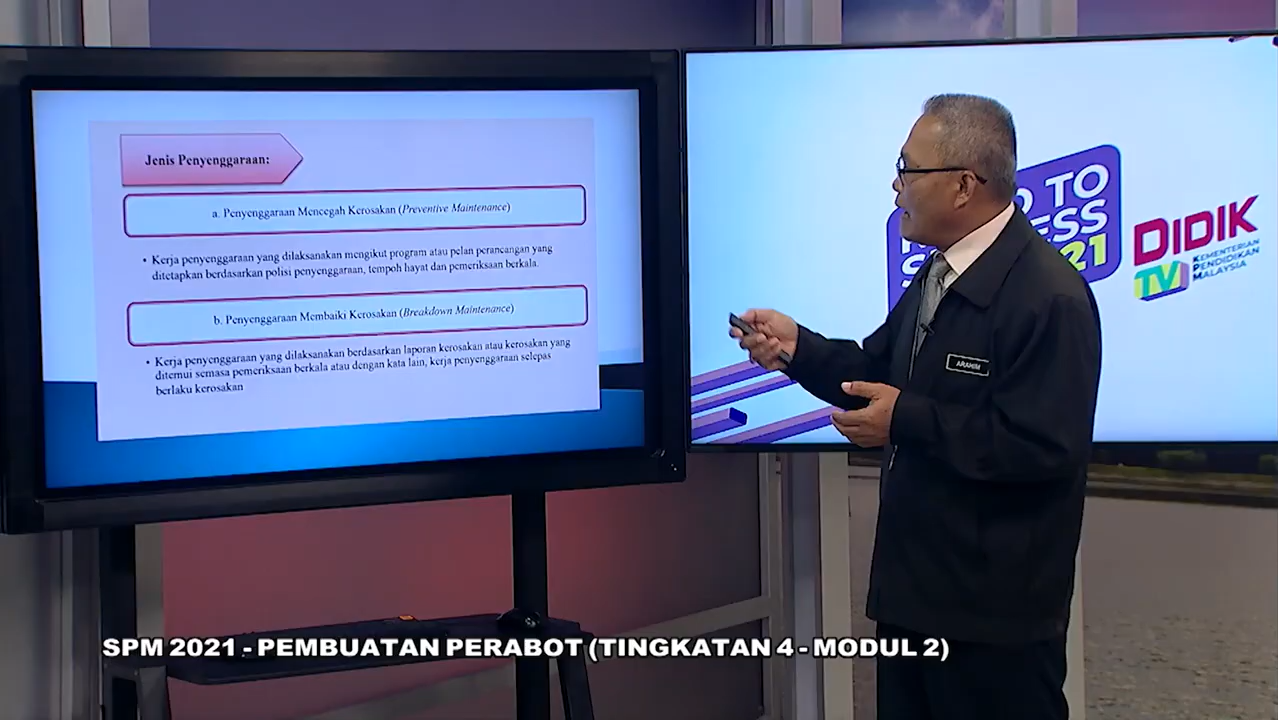 Jenis Penyenggaraan:
a. Penyenggaraan Mencegah Kerosakan (Preventive Maintenance)
• Kerja penyenggaraan yang dilaksanakan mengikut program atau pelan perancangan yang
ditetapkan berdasarkan polisi penyenggaraan, tempoh hayat dan pemeriksaan berkala.
b. Penyenggaraan Membaiki Kerosakan (Breakdown Maintenance)
• Kerja penyenggaraan yang dilaksanakan berdasarkan laporan kerosakan atau kerosakan yang
ditemui semasa pemeriksaan berkala atau dengan kata lain, kerja penyenggaraan selepas
berlaku kerosakan
TO
DIDIK
TV
KEMENTERIAN
PENDIDIKAN
MALAYSIA
ARAHIM
SPM 2021 - PEMBUATAN PERABOT (TINGKATAN 4 - MODUL 2)